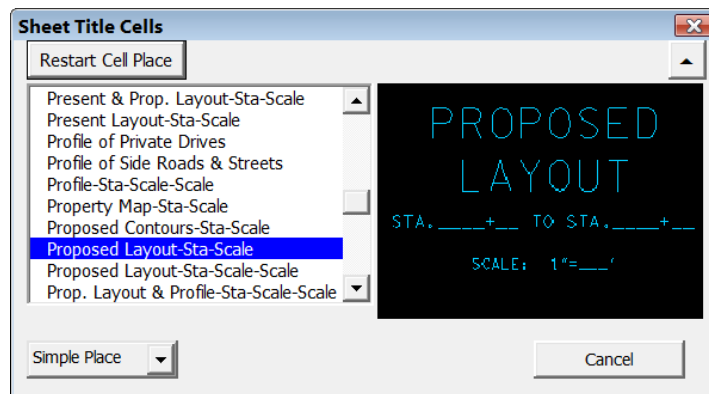 Sheet Title Cells
Restart Cell Place
Present & Prop. Layout-Sta-Scale
Present Layout-Sta-Scale
Profile of Private Drives
Profile of Side Roads & Streets
Profile-Sta-Scale-Scale
Property Map-Sta-Scale
Proposed Contours-Sta-Scale
Proposed Layout-Sta-Scale
Proposed Layout-Sta-Scale-Scale
Prop. Layout & Profile-Sta-Scale-Scale
PROPOSED
LAYOUT
STA.____+__ TO STA.____+__
SCALE: 1"=___'
Simple Place
Cancel